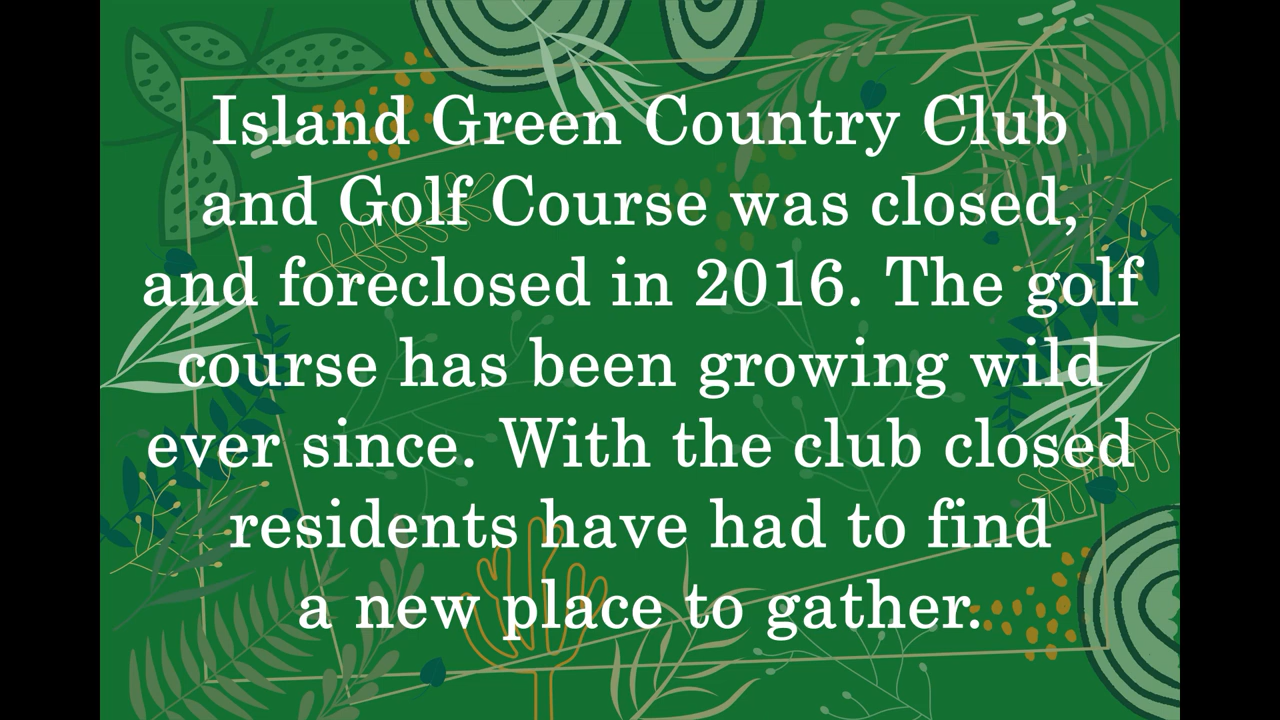 Island Green Country Club
and Golf Course was closed,
and foreclosed in 2016. The golf
course has been growing wild
ever since. With the club closed
residents have had to find
a new place to gather.